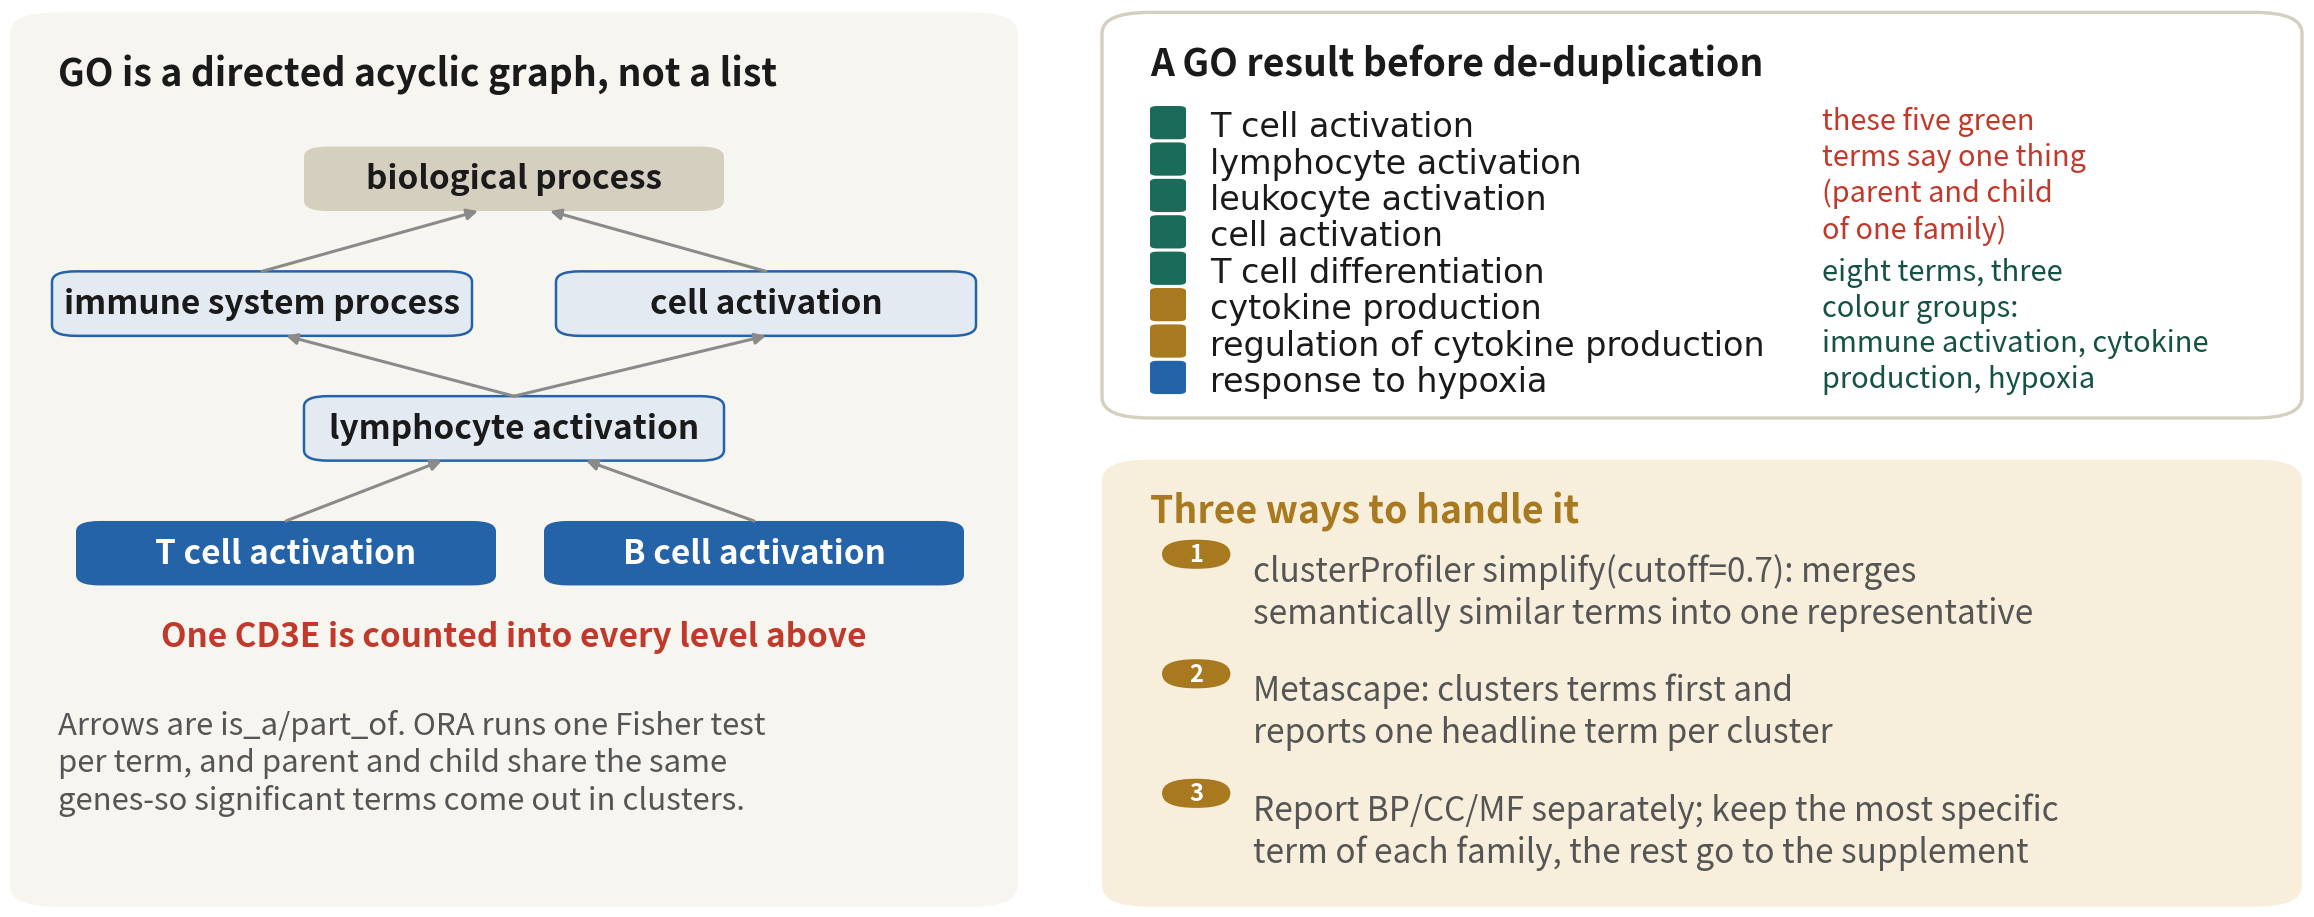 GO is a directed acyclic graph, not a list
biological process
immune system process
cell activation
lymphocyte activation
T cell activation
B cell activation
One CD3E is counted into every level above
Arrows are is_a/part_of. ORA runs one Fisher test
per term, and parent and child share the same
genes-so significant terms come out in clusters.
A GO result before de-duplication
T cell activation
lymphocyte activation
leukocyte activation
cell activation
T cell differentiation
cytokine production
regulation of cytokine production
response to hypoxia
these five green
terms say one thing
(parent and child
of one family)
eight terms, three
colour groups:
immune activation, cytokine
production, hypoxia
Three ways to handle it
1
clusterProfiler simplify(cutoff=0.7): merges
semantically similar terms into one representative
2
Metascape: clusters terms first and
reports one headline term per cluster
3
Report BP/CC/MF separately; keep the most specific
term of each family, the rest go to the supplement